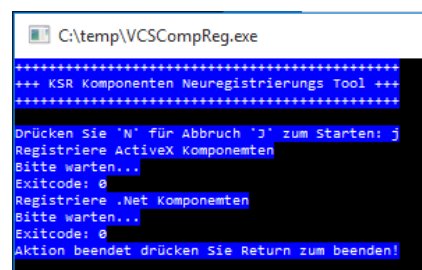 C:\temp\VCSCompReg.exe
++++++++++++++++++++++++++++++++++++++++++++++
+++ KSR Komponenten Neuregistrierungs Tool +++
++++++++++++++++++++++++++++++++++++++++++++++
Drücken Sie 'N' für Abbruch 'J' zum Starten: j
Registriere ActiveX Komponemten
Bitte warten...
Exitcode: 0
Registriere .Net Komponemten
Bitte warten...
Exitcode: 0
Aktion beendet drücken Sie Return zum beenden!